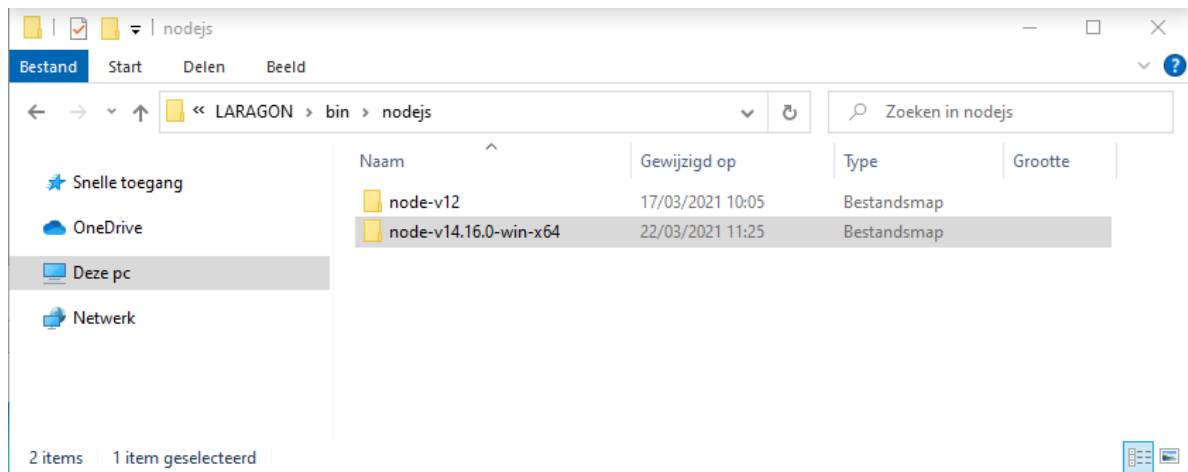 nodejs
Bestand Start Delen Beeld
« LARAGON > bin > nodejs
Zoeken in nodejs
Naam Gewijzigd op Type Grootte
Snelle toegang
OneDrive
Deze pc
Netwerk
node-v12 17/03/2021 10:05 Bestandsmap
node-v14.16.0-win-x64 22/03/2021 11:25 Bestandsmap
2 items 1 item geselecteerd